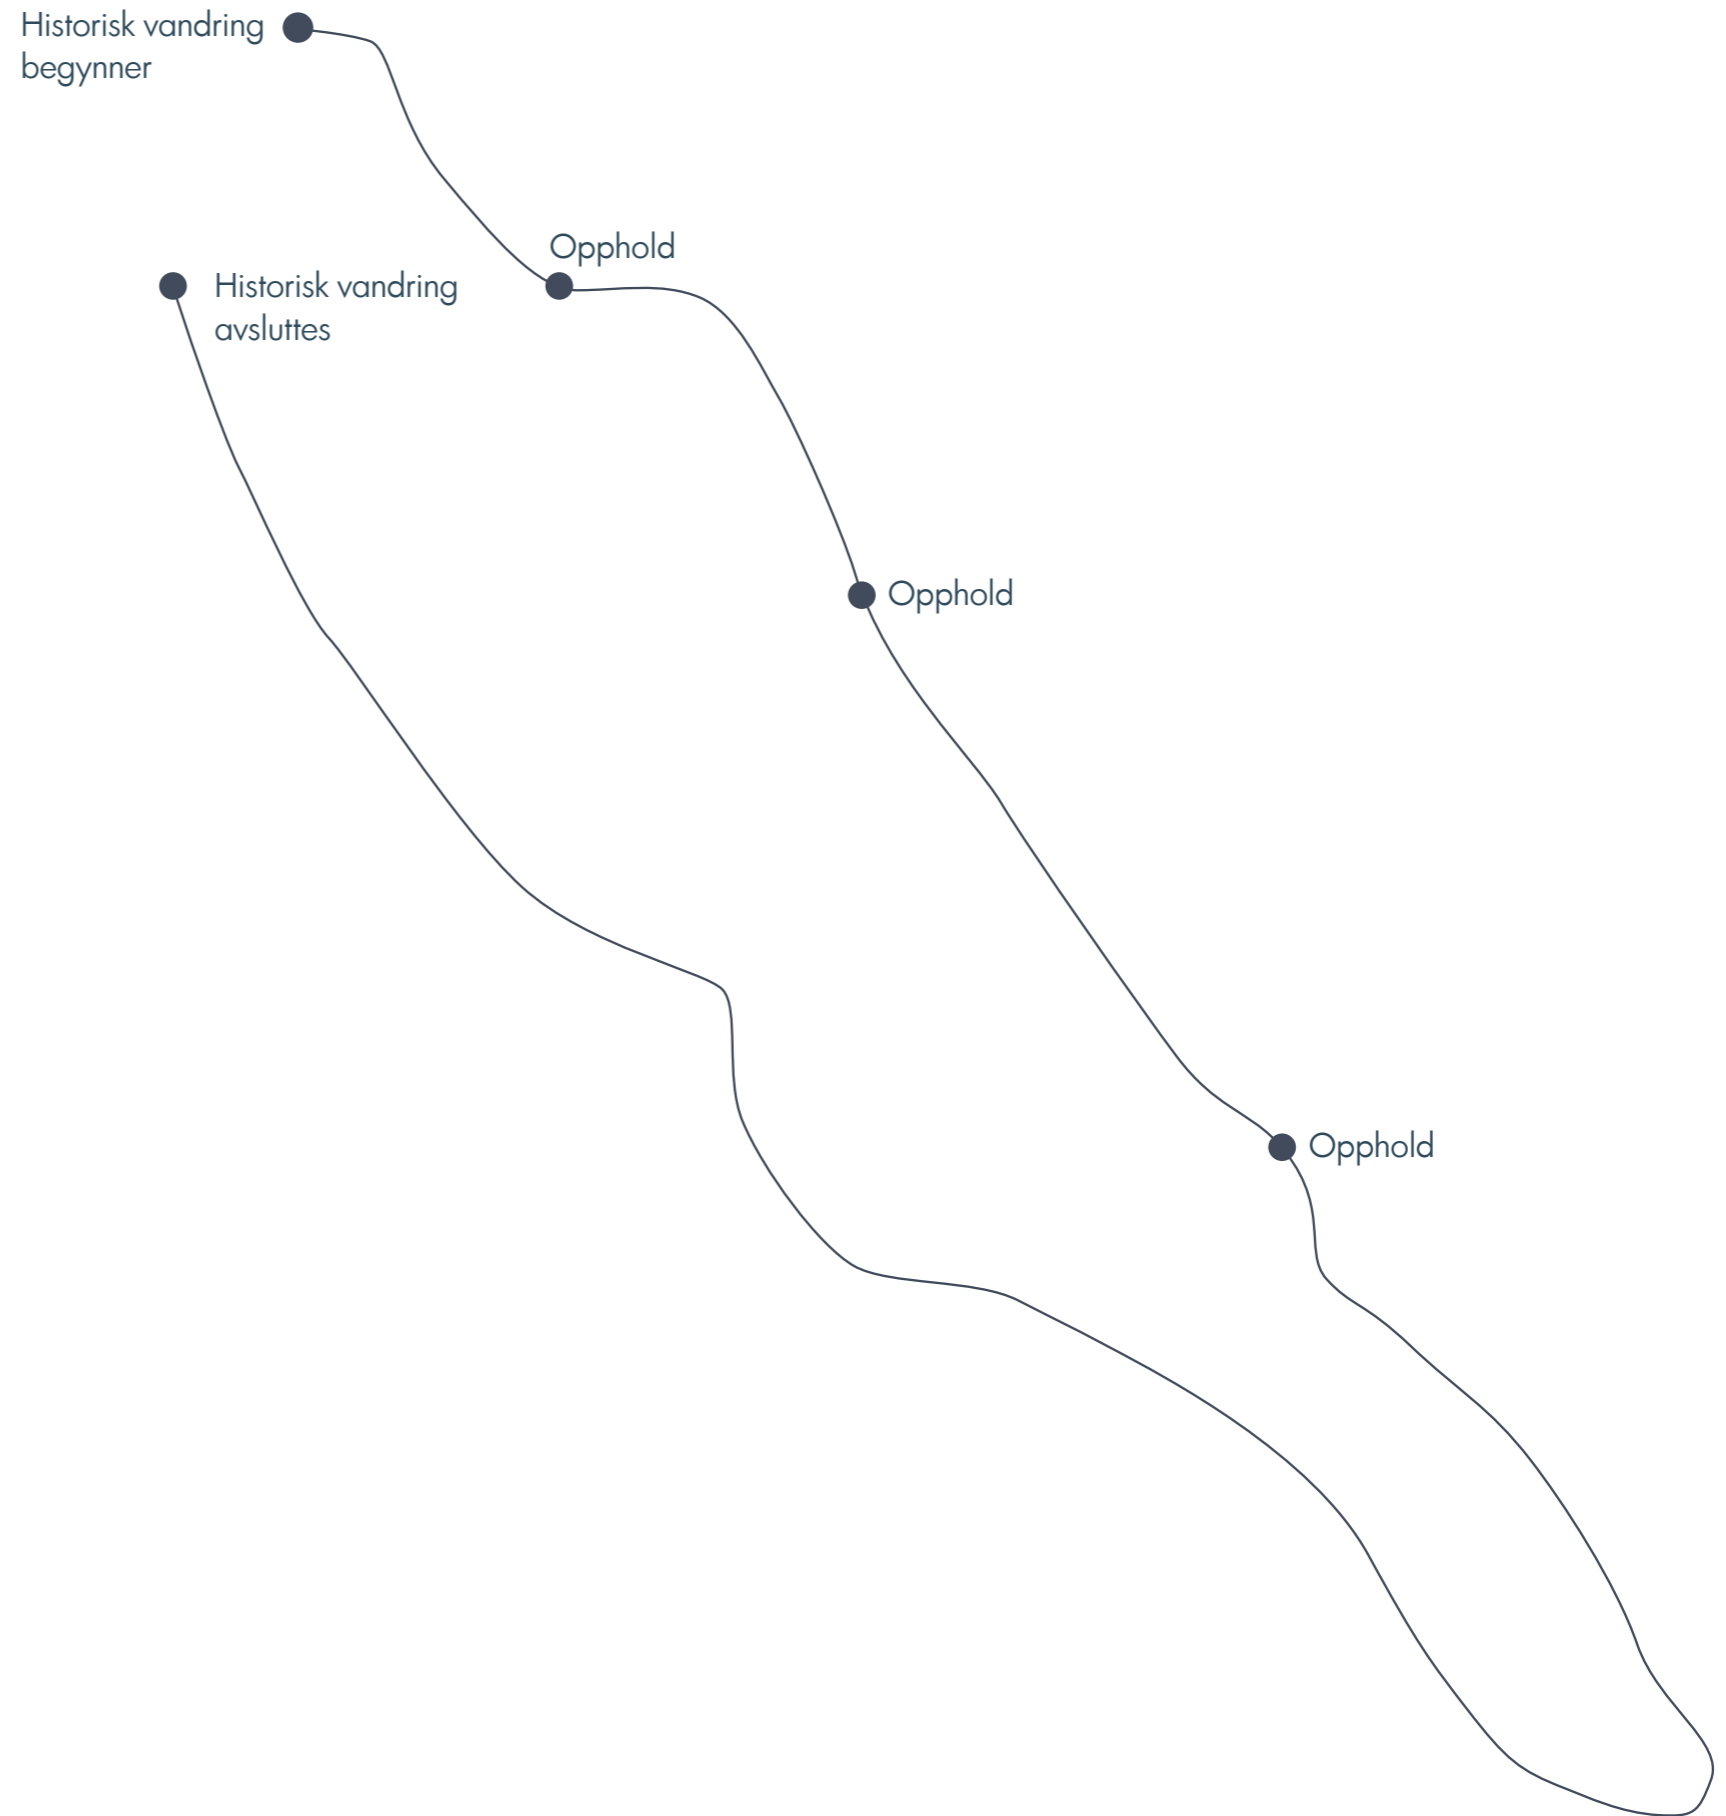 Historisk vandring
begynner
Opphold
Historisk vandring
avsluttes
Opphold
Opphold